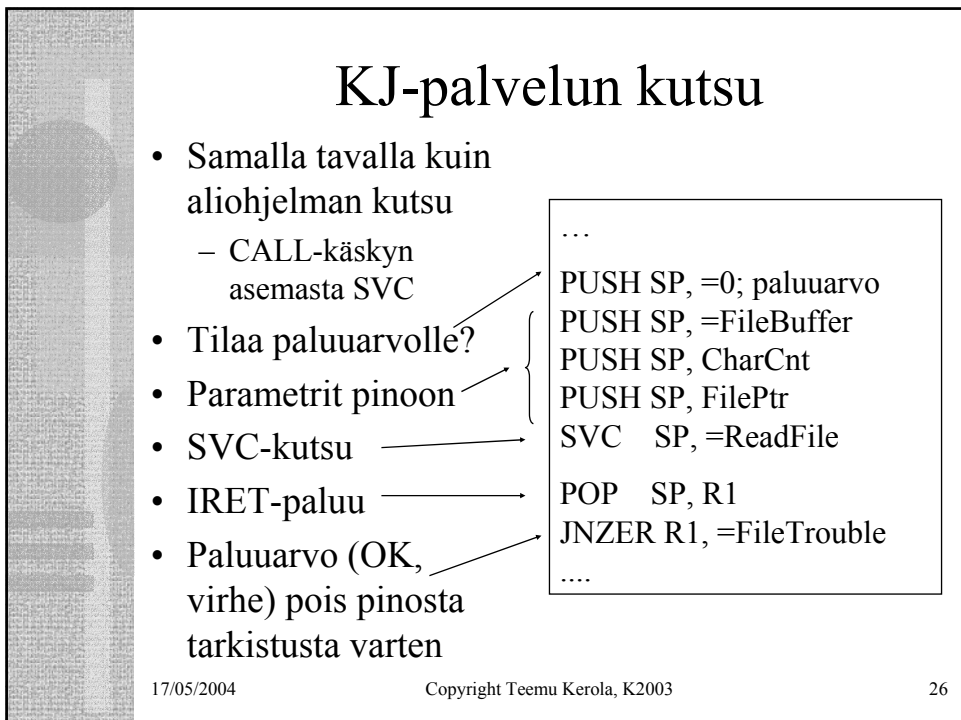 KJ-palvelun kutsu
• Samalla tavalla kuin
aliohjelman kutsu
– CALL-käskyn
asemasta SVC
• Tilaa paluuarvolle?
• Parametrit pinoon
• SVC-kutsu
• IRET-paluu
• Paluuarvo (OK,
virhe) pois pinosta
tarkistusta varten
…
PUSH SP, =0; paluuarvo
PUSH SP, =FileBuffer
PUSH SP, CharCnt
PUSH SP, FilePtr
SVC SP, =ReadFile
POP SP, R1
JNZER R1, =FileTrouble
....
17/05/2004 Copyright Teemu Kerola, K2003 26